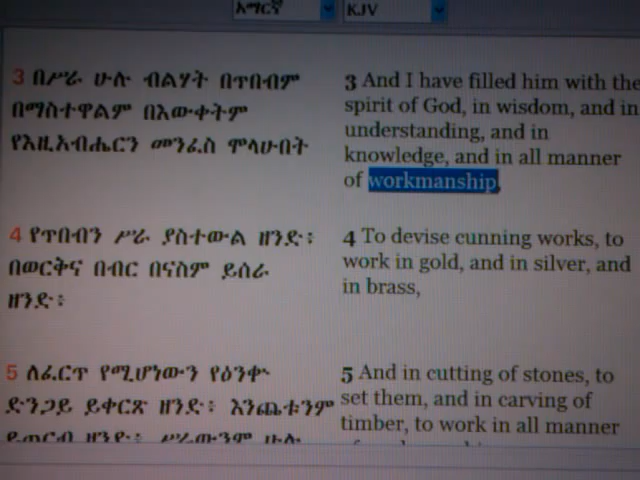 አማርኛ
KJV
3 በሥራ ሁሉ ብልሃት በጥበብም
በማስተዋልም በእውቀትም
የእዚአብሔርን መንፈስ ሞላሁበት
3 And I have filled him with the
spirit of God, in wisdom, and in
understanding, and in
knowledge, and in all manner
of workmanship,
4 የጥበብን ሥራ ያስተውል ዘንድ፥
በወርቅና በብር በናስም ይሰራ
ዘንድ፥
4 To devise cunning works, to
work in gold, and in silver, and
in brass,
5 ለፈርጥ የሚሆነውን የዕንቍ
ድንጋይ ይቀርጽ ዘንድ፥ እንጨቱንም
5 And in cutting of stones, to
set them, and in carving of
timber, to work in all manner